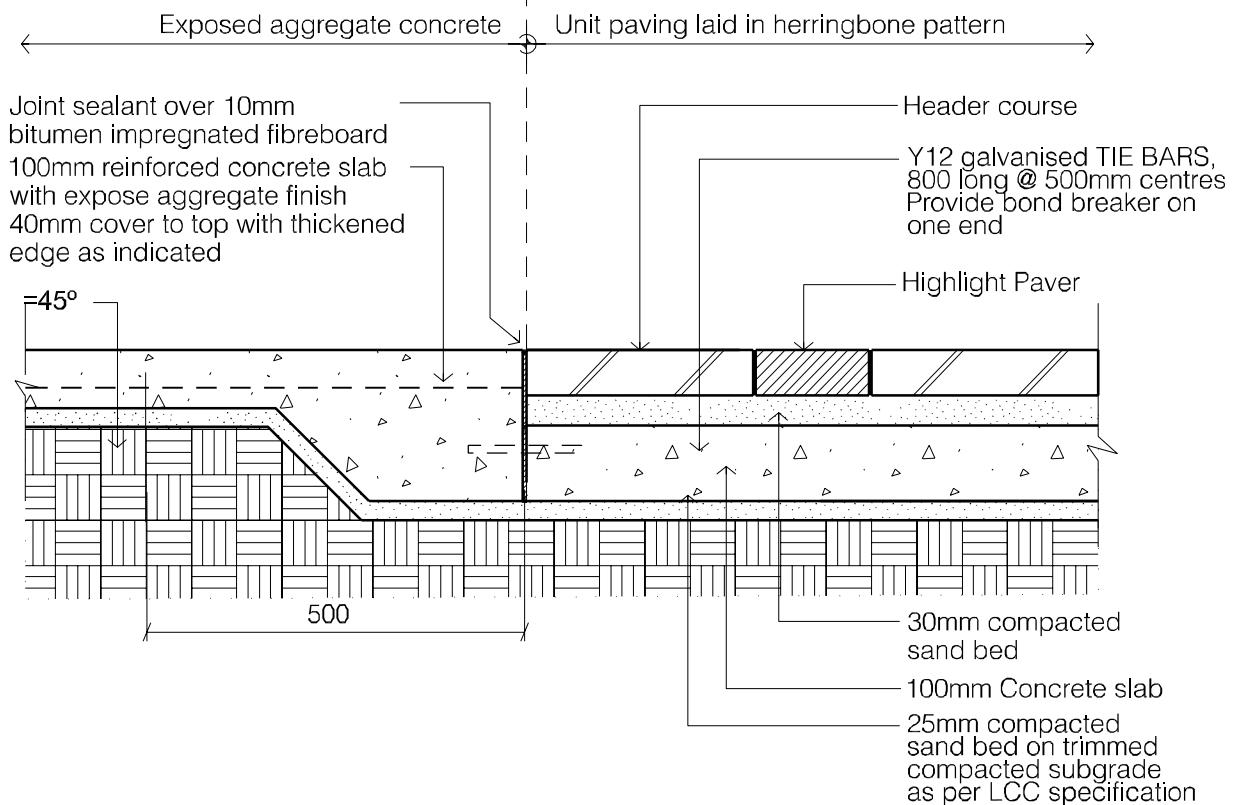 Exposed aggregate concrete
Unit paving laid in herringbone pattern
Joint sealant over 10mm
bitumen impregnated fibreboard
100mm reinforced concrete slab
with expose aggregate finish
40mm cover to top with thickened
edge as indicated
=45º
Header course
Y12 galvanised TIE BARS,
800 long @ 500mm centres
Provide bond breaker on
one end
Highlight Paver
500
30mm compacted
sand bed
100mm Concrete slab
25mm compacted
sand bed on trimmed
compacted subgrade
as per LCC specification